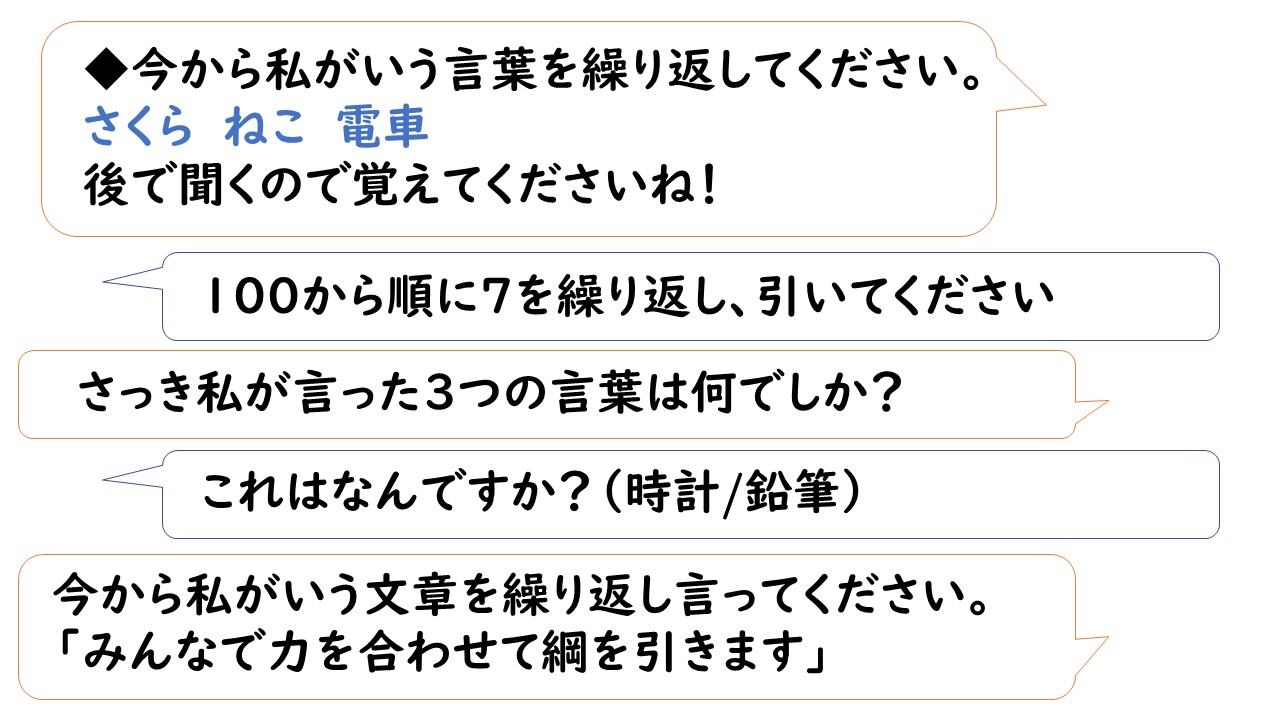 ◆今から私がいう言葉を繰り返してください。
さくら　ねこ　電車
後で聞くので覚えてくださいね！
100から順に7を繰り返し、引いてください
さっき私が言った3つの言葉は何でしか？
これはなんですか？（時計/鉛筆）
今から私がいう文章を繰り返し言ってください。
「みんなで力を合わせて綱を引きます」